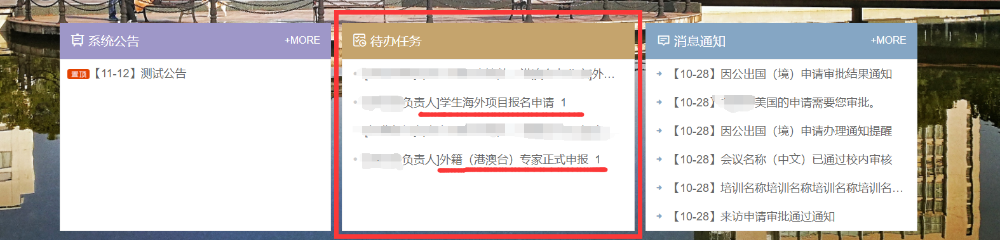 系统公告 +MORE
置顶【11-12】测试公告
待办任务
]外...
负责人]学生海外项目报名申请 1
负责人]外籍（港澳台）专家正式申报 1
消息通知 +MORE
【10-28】因公出国（境）申请审批结果通知
【10-28】美国的申请需要您审批。
【10-28】因公出国（境）申请办理通知提醒
【10-28】会议名称（中文）已通过校内审核
【10-28】培训名称培训名称培训名称培训名...
【10-28】来访申请审批通过通知